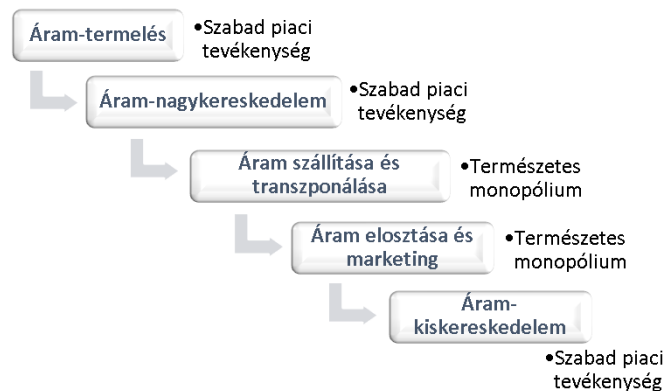 Áram-termelés
•Szabad piaci
tevékenység
Áram-nagykereskedelem
•Szabad piaci
tevékenység
Áram szállítása és
transzponálása
•Természetes
monopólium
Áram elosztása és
marketing
•Természetes
monopólium
Áram-
kiskereskedelem
•Szabad piaci
tevékenység